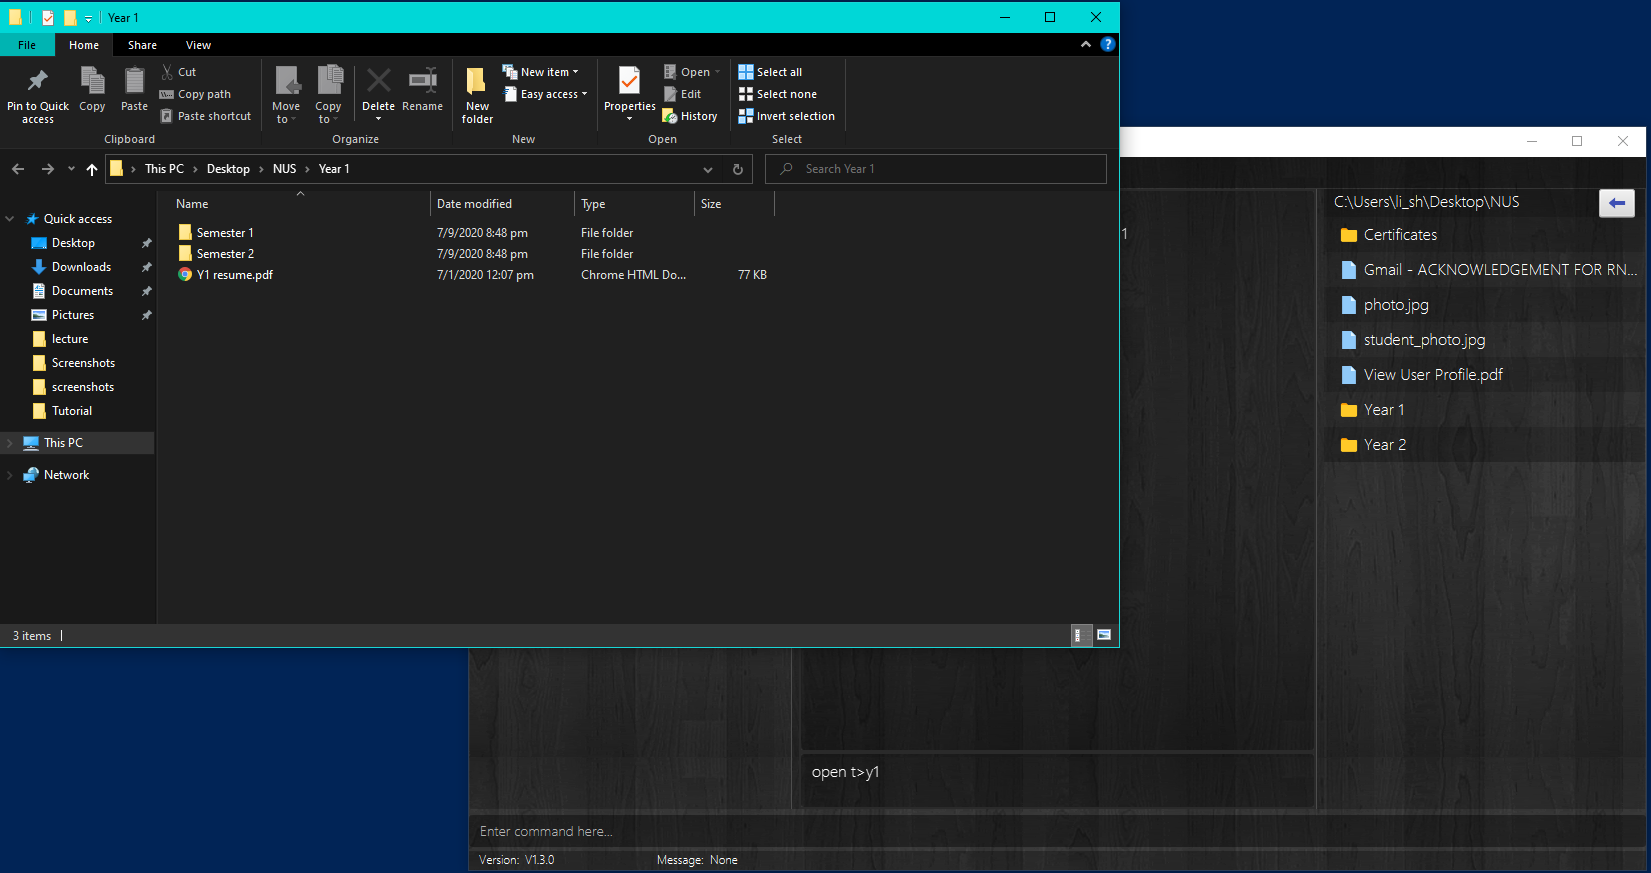 Year 1
File Home Share View
Pin to Quick access
Copy
Paste
Cut
Copy path
Paste shortcut
Clipboard
Move to
Copy to
Delete
Rename
Organize
New folder
New item
Easy access
New
Properties
Open
Edit
History
Open
Select all
Select none
Invert selection
Select
This PC > Desktop > NUS > Year 1
Search Year 1
Name Date modified Type Size
Semester 1 7/9/2020 8:48 pm File folder
Semester 2 7/9/2020 8:48 pm File folder
Y1 resume.pdf 7/1/2020 12:07 pm Chrome HTML Do... 77 KB
Quick access
Desktop
Downloads
Documents
Pictures
lecture
Screenshots
screenshots
Tutorial
This PC
Network
3 items
1
C:\Users\li_sh\Desktop\NUS
Certificates
Gmail - ACKNOWLEDGEMENT FOR RN...
photo.jpg
student_photo.jpg
View User Profile.pdf
Year 1
Year 2
open t>y1
Enter command here...
Version: V1.3.0 Message: None